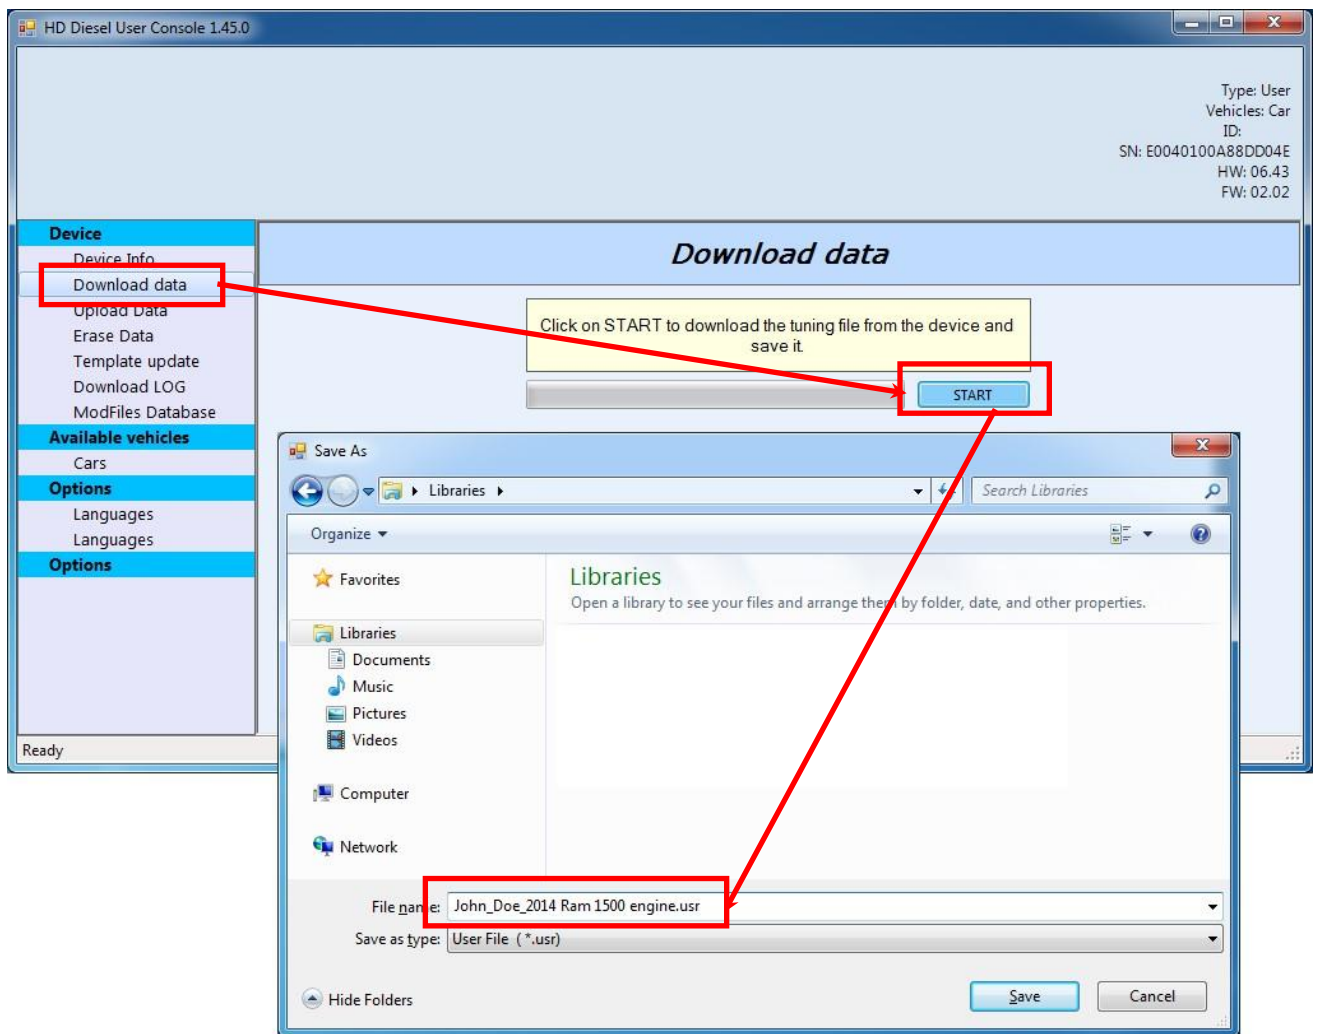 HD Diesel User Console 1.45.0
Type: User
Vehicles: Car
ID:
SN: E0040100A88DD04E
HW: 06.43
FW: 02.02
Device
Device Info
Download data
Upload Data
Erase Data
Template update
Download LOG
ModFiles Database
Available vehicles
Cars
Options
Languages
Languages
Options
Ready
Download data
Click on START to download the tuning file from the device and
save it.
START
Save As
Libraries
Search Libraries
Organize
Favorites
Libraries
Documents
Music
Pictures
Videos
Computer
Network
Libraries
Open a library to see your files and arrange them by folder, date, and other properties.
File name: John_Doe_2014 Ram 1500 engine.usr
Save as type: User File (*.usr)
Hide Folders
Save
Cancel